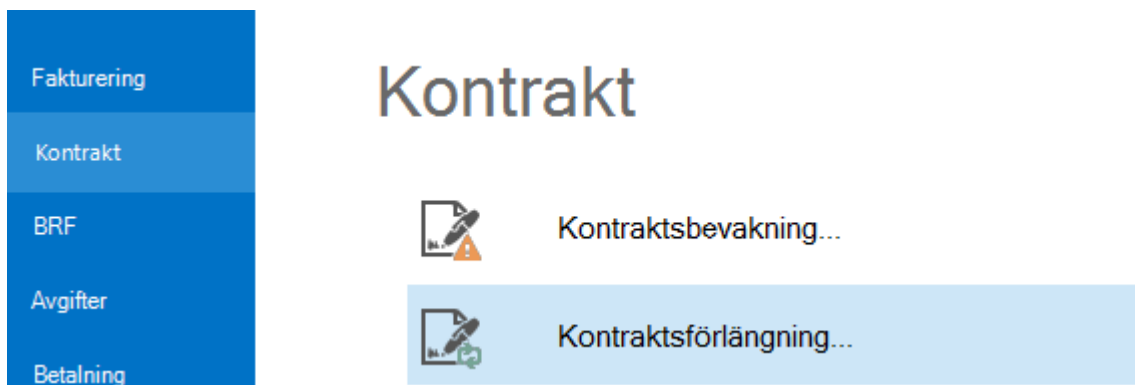 Fakturering
Kontrakt
BRF
Avgifter
Betalning
Kontrakt
Kontraktsbevakning...
Kontraktsförlängning...